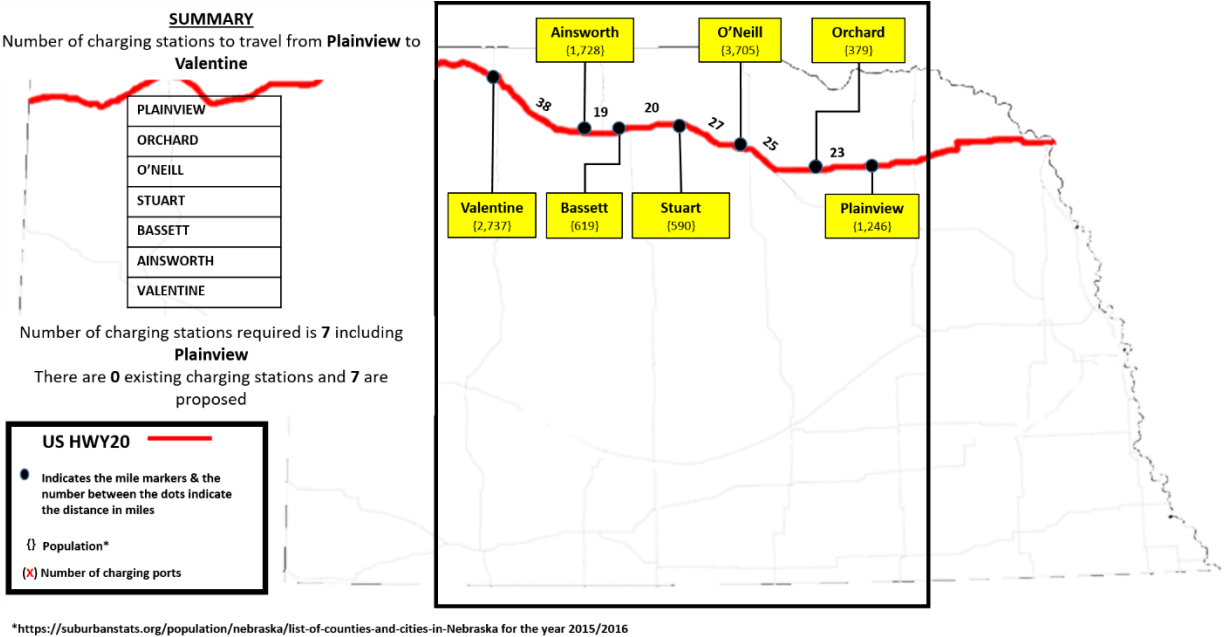 SUMMARY
Number of charging stations to travel from Plainview to
Valentine
PLAINVIEW
ORCHARD
O'NEILL
STUART
BASSETT
AINSWORTH
VALENTINE
Number of charging stations required is 7 including
Plainview
There are 0 existing charging stations and 7 are
proposed
US HWY20
Indicates the mile markers & the
number between the dots indicate
the distance in miles
{} Population*
(X) Number of charging ports
Ainsworth
{1,728}
O'Neill
{3,705}
Orchard
{379}
38
19
20
27
25
23
Valentine
{2,737}
Bassett
{619}
Stuart
{590}
Plainview
{1,246}
*https://suburbanstats.org/population/nebraska/list-of-counties-and-cities-in-Nebraska for the year 2015/2016